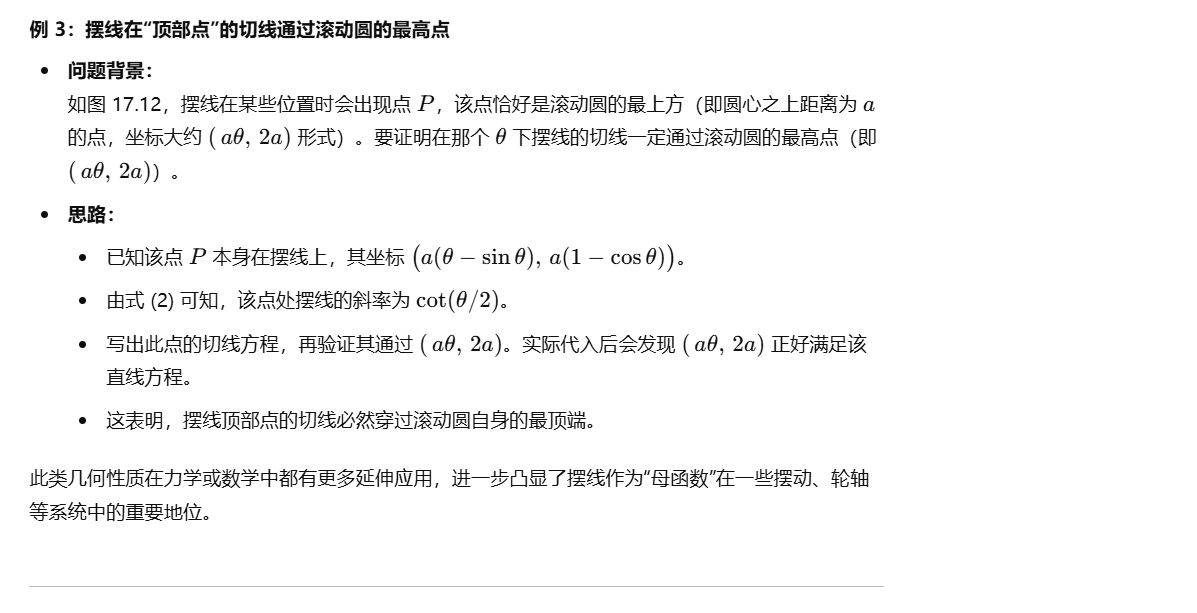 例 3：摆线在“顶部点”的切线通过滚动圆的最高点
• 问题背景：
如图 17.12，摆线在某些位置时会出现点 P，该点恰好是滚动圆的最上方（即圆心之上距离为 a
的点，坐标大约 ( aθ, 2a) 形式）。要证明在那个 θ 下摆线的切线一定通过滚动圆的最高点（即
( aθ, 2a)）。
• 思路：
• 已知该点 P 本身在摆线上，其坐标 (a(θ − sin θ), a(1 − cos θ))。
• 由式 (2) 可知，该点处摆线的斜率为 cot(θ/2)。
• 写出此点的切线方程，再验证其通过 ( aθ, 2a)。实际代入后会发现 ( aθ, 2a) 正好满足该
直线方程。
• 这表明，摆线顶部点的切线必然穿过滚动圆自身的最顶端。
此类几何性质在力学或数学中都有更多延伸应用，进一步凸显了摆线作为“母函数”在一些摆动、轮轴
等系统中的重要地位。